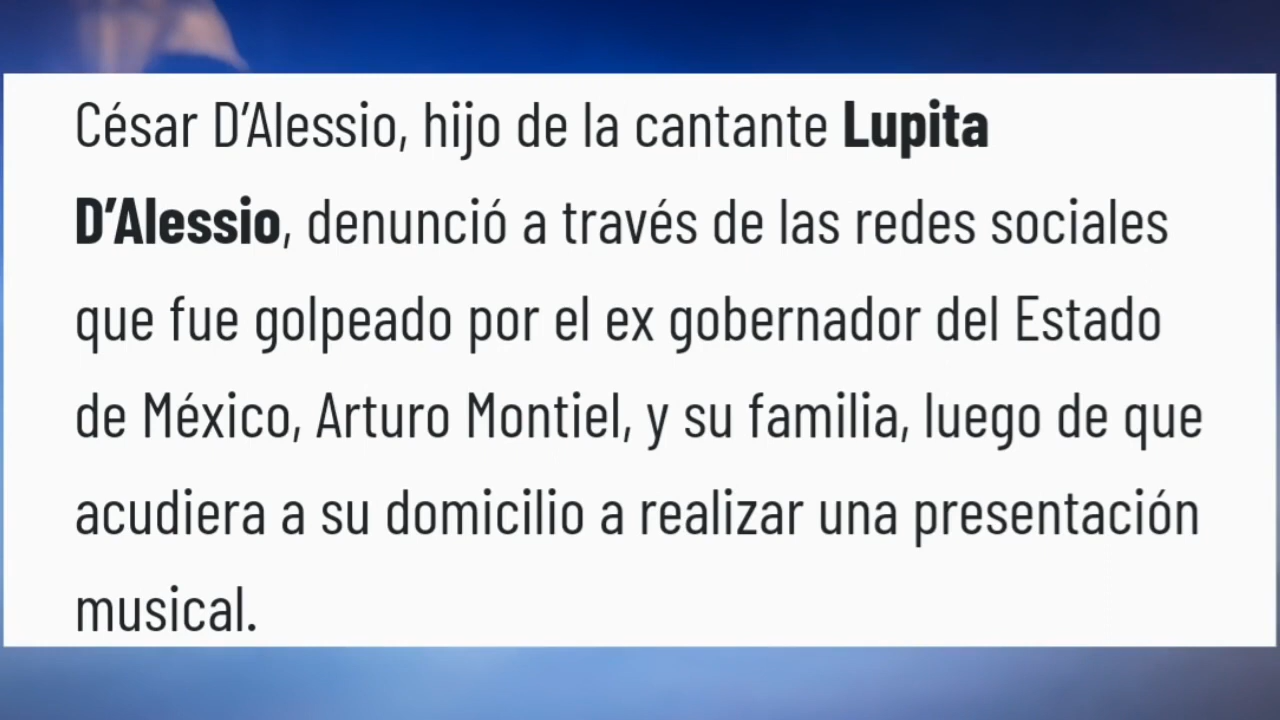 César D’Alessio, hijo de la cantante Lupita
D’Alessio, denunció a través de las redes sociales
que fue golpeado por el ex gobernador del Estado
de México, Arturo Montiel, y su familia, luego de que
acudiera a su domicilio a realizar una presentación
musical.